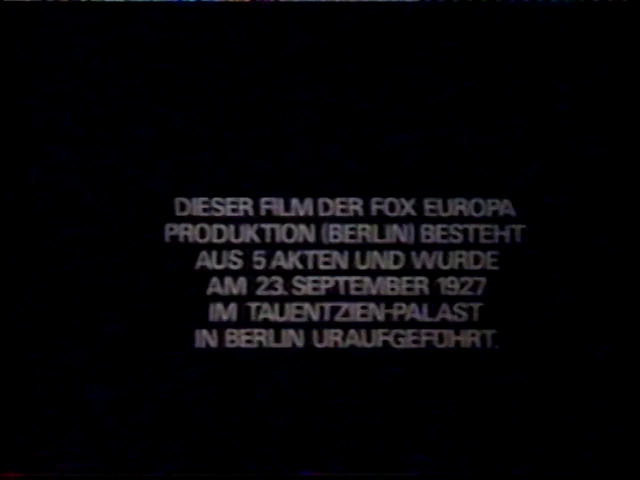 DIESER FILM DER FOX EUROPA
PRODUKTION (BERLIN) BESTEHT
AUS 5 AKTEN UND WURDE
AM 23. SEPTEMBER 1927
IM TAUENTZIEN-PALAST
IN BERLIN URAUFGEFÜHRT.